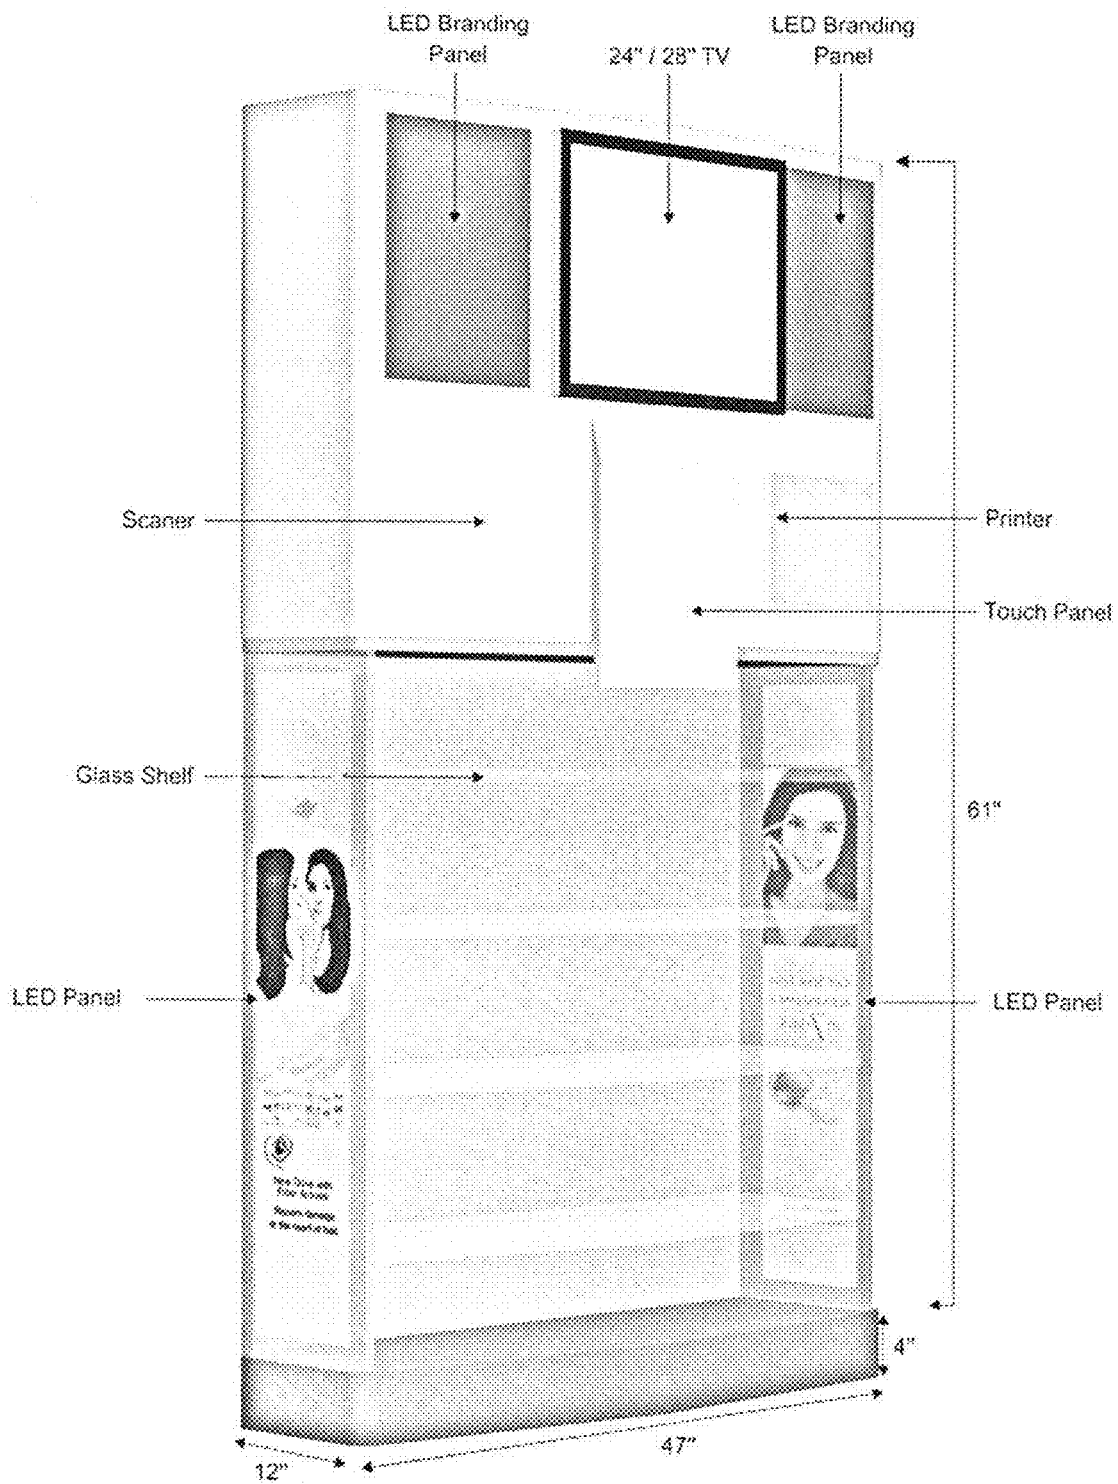 LED Branding
Panel
24" / 28" TV
LED Branding
Panel
Scaner
Printer
Touch Panel
Glass Shelf
61"
LED Panel
LED Panel
4"
47"
12"